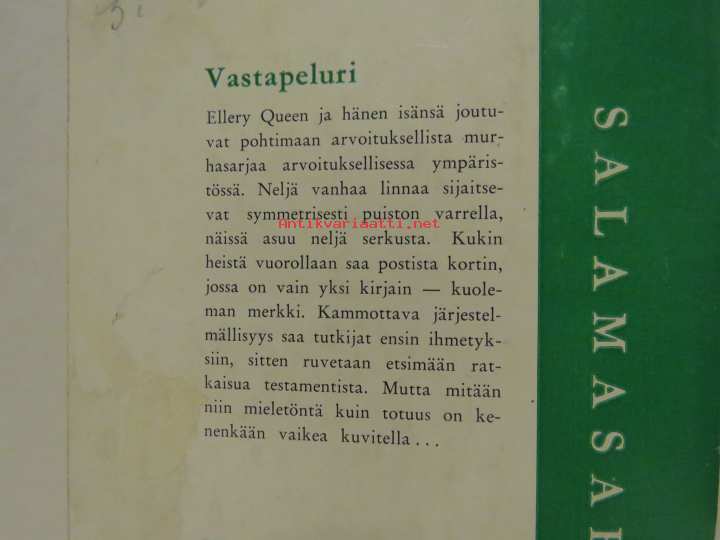 Vastapeluri
Ellery Queen ja hänen isänsä joutu-
vat pohtimaan arvoituksellista mur-
hasarjaa arvoituksellisessa ympäris-
tössä. Neljä vanhaa linnaa sijaitse-
vat symmetrisesti puiston varrella,
Antikvariaatti.net
näissä asuu neljä serkusta. Kukin
heistä vuorollaan saa postista kortin,
jossa on vain yksi kirjain — kuole-
man merkki. Kammottava järjestel-
mällisyys saa tutkijat ensin ihmetyk-
siin, sitten ruvetaan etsimään rat-
kaisua testamentista. Mutta mitään
niin mieletöntä kuin totuus on ke-
nenkään vaikea kuvitella . . .
SALAMASA